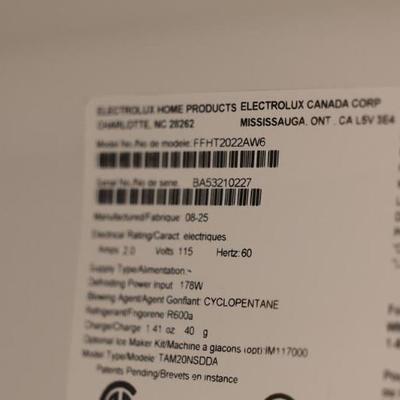 ELECTROLUX HOME PRODUCTS ELECTROLUX CANADA CORP
CHARLOTTE, NC 28262 MISSISSAUGA, ONT, CA L5V 3E4
Model No./No de modele: FFHT2022AW6
Serial No./No de serie: BA53210227
Manufactured/Fabrique: 08-25
Electrical Rating/Caract electriques
Amps 2.0 Volts 115 Hertz: 60
Supply Type/Alimentation ~
Defrosting Power input 178W
Blowing Agent/Agent Gonflant: CYCLOPENTANE
Refrigerant/Frigorene R600a
Charge/Charge 1.41 oz 40 g
Optional Ice Maker Kit/Machine a glacons (opt):IM117000
Model Type/Modele TAM20NSDDA
Patents Pending/Brevets en instance